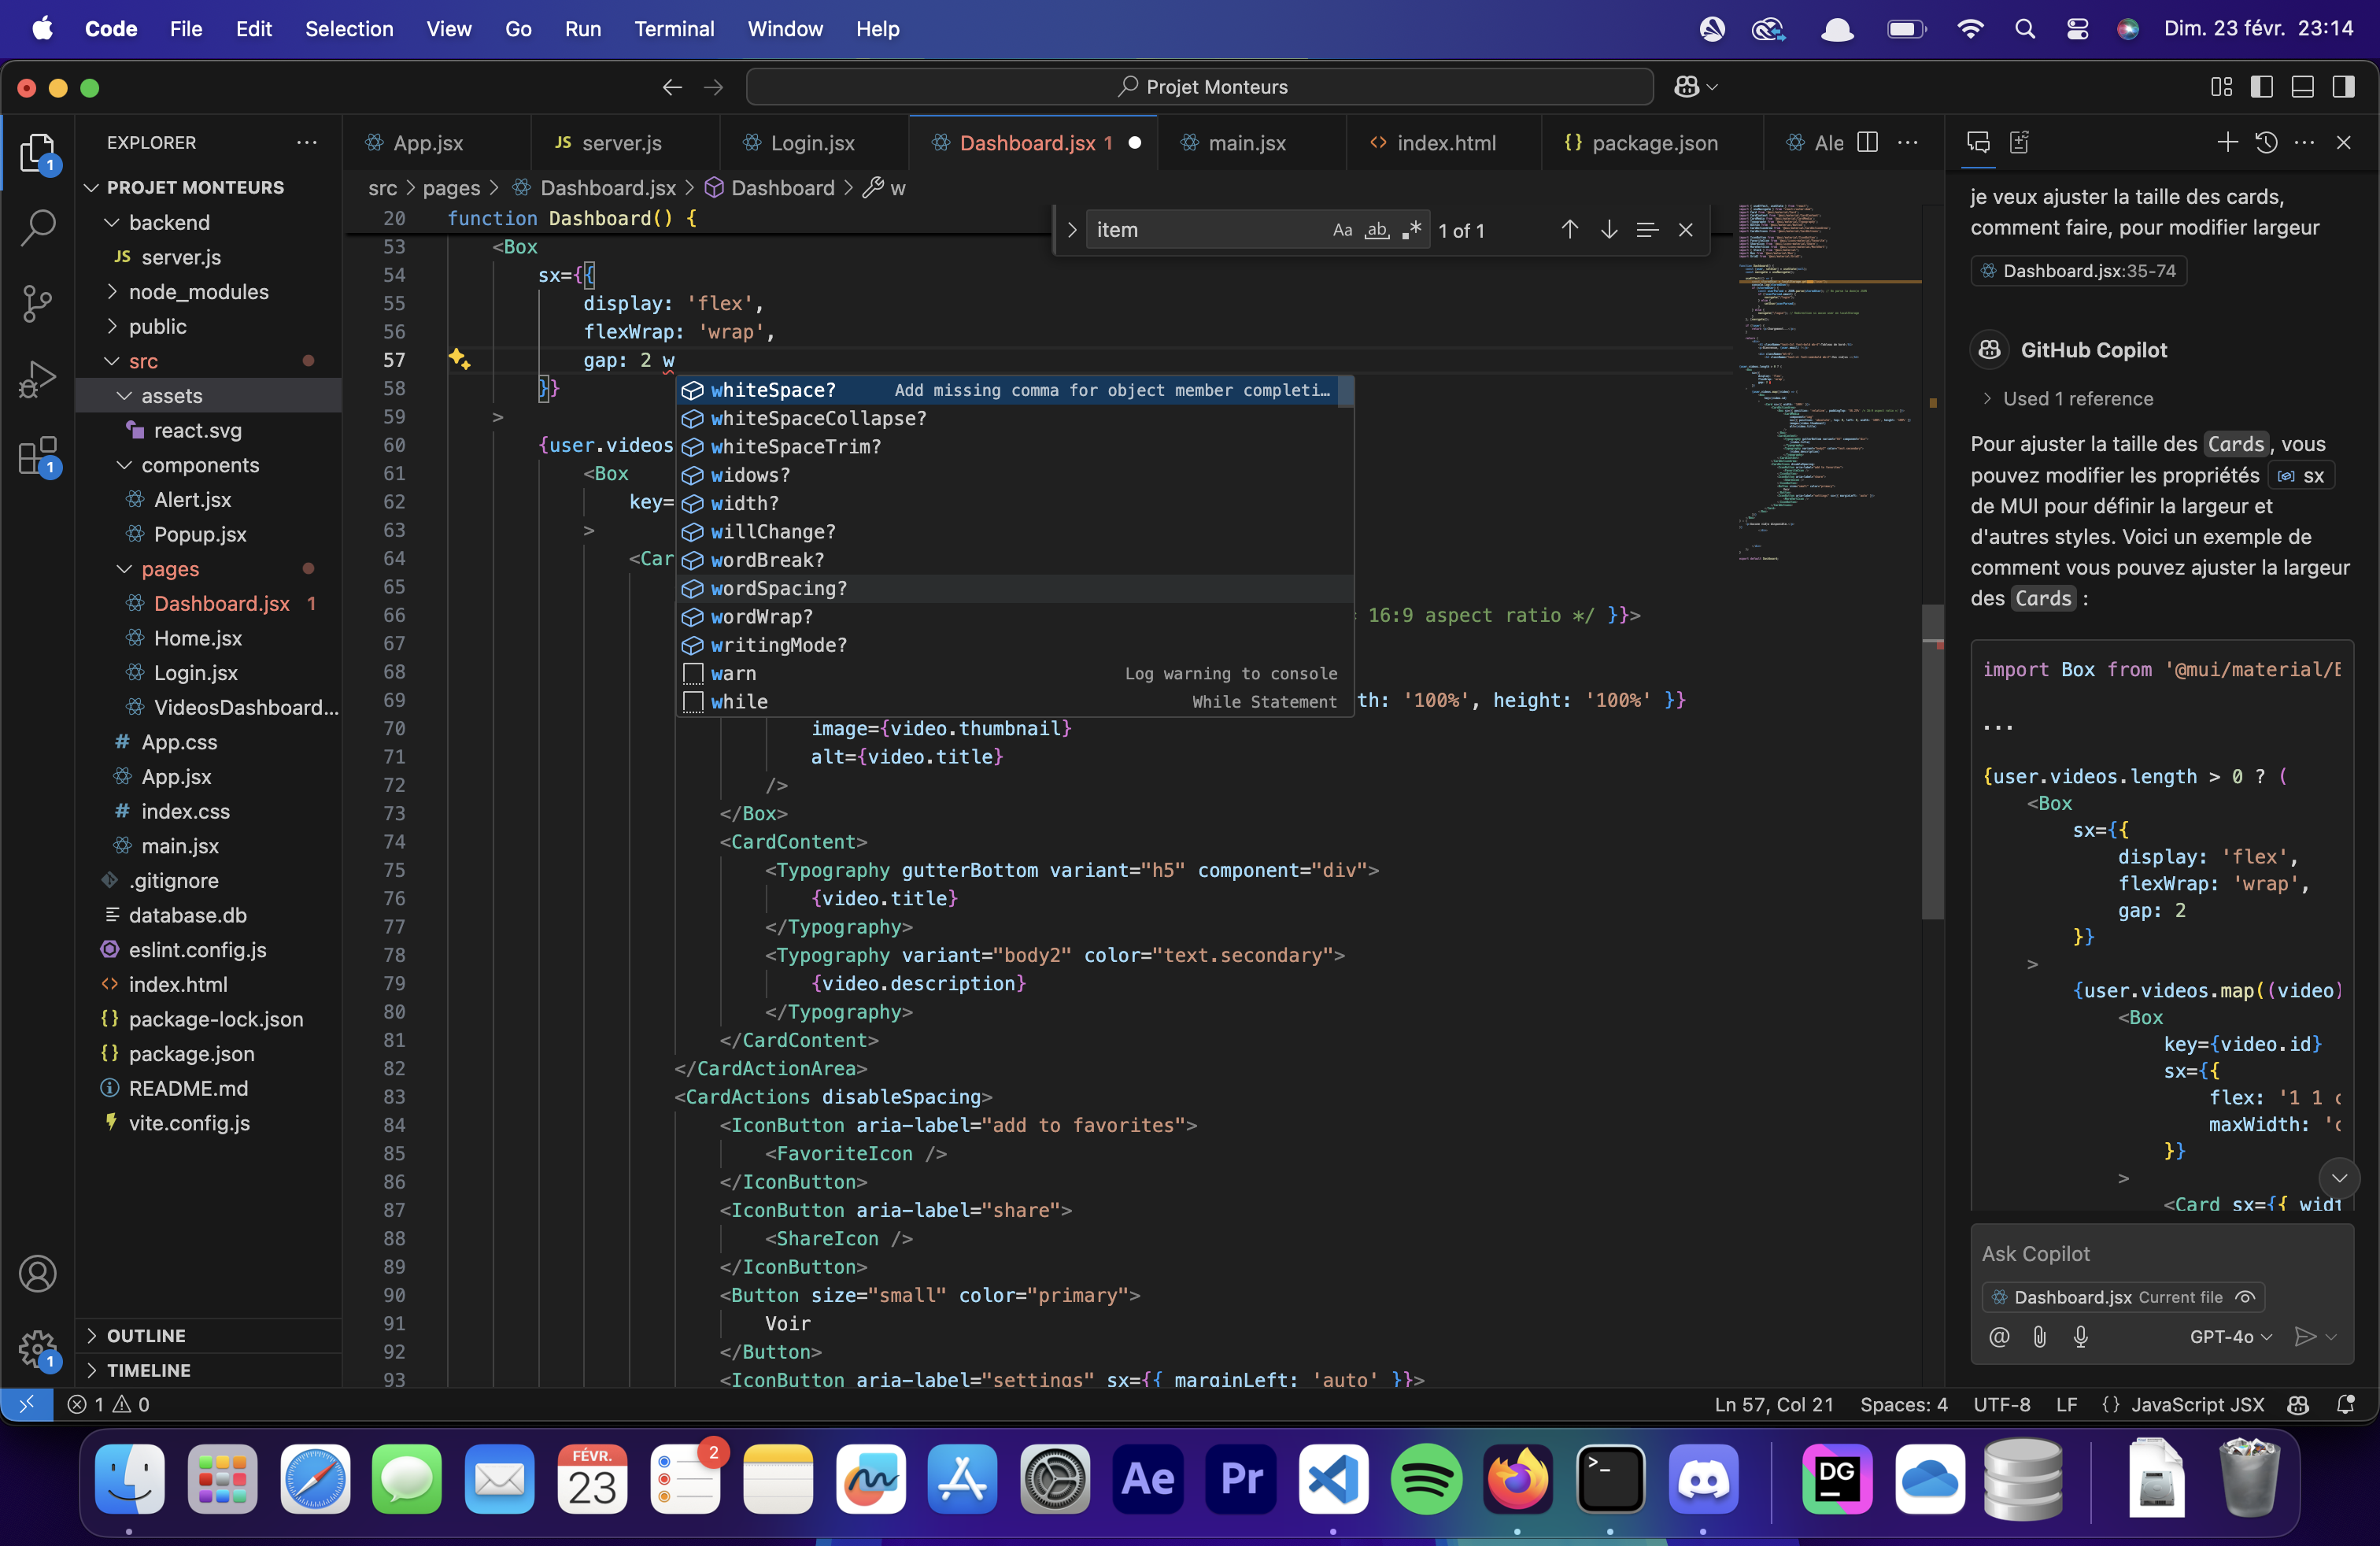 Code File Edit Selection View Go Run Terminal Window Help Dim. 23 févr. 23:14
Projet Monteurs
EXPLORER
PROJET MONTEURS
backend
JS server.js
node_modules
public
src
assets
react.svg
components
Alert.jsx
Popup.jsx
pages
Dashboard.jsx 1
Home.jsx
Login.jsx
VideosDashboard...
# App.css
App.jsx
# index.css
main.jsx
.gitignore
database.db
eslint.config.js
<> index.html
{} package-lock.json
{} package.json
README.md
vite.config.js
OUTLINE
TIMELINE
1
1
1
App.jsx JS server.js Login.jsx Dashboard.jsx 1 main.jsx <> index.html {} package.json Ale
src > pages > Dashboard.jsx > Dashboard > w
item Aa ab .* 1 of 1
20 function Dashboard() {
53 <Box
54 sx={{
55 display: 'flex',
56 flexWrap: 'wrap',
57 gap: 2 w
58 }}
59 >
60 {user.videos
61 <Box
62 key=
63 >
64 <Car
65
66 16:9 aspect ratio */ }}>
67
68
69 th: '100%', height: '100%' }}
70 image={video.thumbnail}
71 alt={video.title}
72 />
73 </Box>
74 <CardContent>
75 <Typography gutterBottom variant="h5" component="div">
76 {video.title}
77 </Typography>
78 <Typography variant="body2" color="text.secondary">
79 {video.description}
80 </Typography>
81 </CardContent>
82 </CardActionArea>
83 <CardActions disableSpacing>
84 <IconButton aria-label="add to favorites">
85 <FavoriteIcon />
86 </IconButton>
87 <IconButton aria-label="share">
88 <ShareIcon />
89 </IconButton>
90 <Button size="small" color="primary">
91 Voir
92 </Button>
93 <IconButton aria-label="settings" sx={{ marginLeft: 'auto' }}>
whiteSpace? Add missing comma for object member completi...
whiteSpaceCollapse?
whiteSpaceTrim?
widows?
width?
willChange?
wordBreak?
wordSpacing?
wordWrap?
writingMode?
warn Log warning to console
while While Statement
je veux ajuster la taille des cards,
comment faire, pour modifier largeur
Dashboard.jsx:35-74
GitHub Copilot
> Used 1 reference
Pour ajuster la taille des Cards, vous
pouvez modifier les propriétés sx
de MUI pour définir la largeur et
d'autres styles. Voici un exemple de
comment vous pouvez ajuster la largeur
des Cards :
import Box from '@mui/material/
...
{user.videos.length > 0 ? (
<Box
sx={{
display: 'flex',
flexWrap: 'wrap',
gap: 2
}}
>
{user.videos.map((video)
<Box
key={video.id}
sx={{
flex: '1 1
maxWidth: '
}}
>
<Card sx={{
Ask Copilot
Dashboard.jsx Current file
GPT-4o
1 0
Ln 57, Col 21 Spaces: 4 UTF-8 LF {} JavaScript JSX
FÉVR.
23
2
Ae
Pr
>_
DG